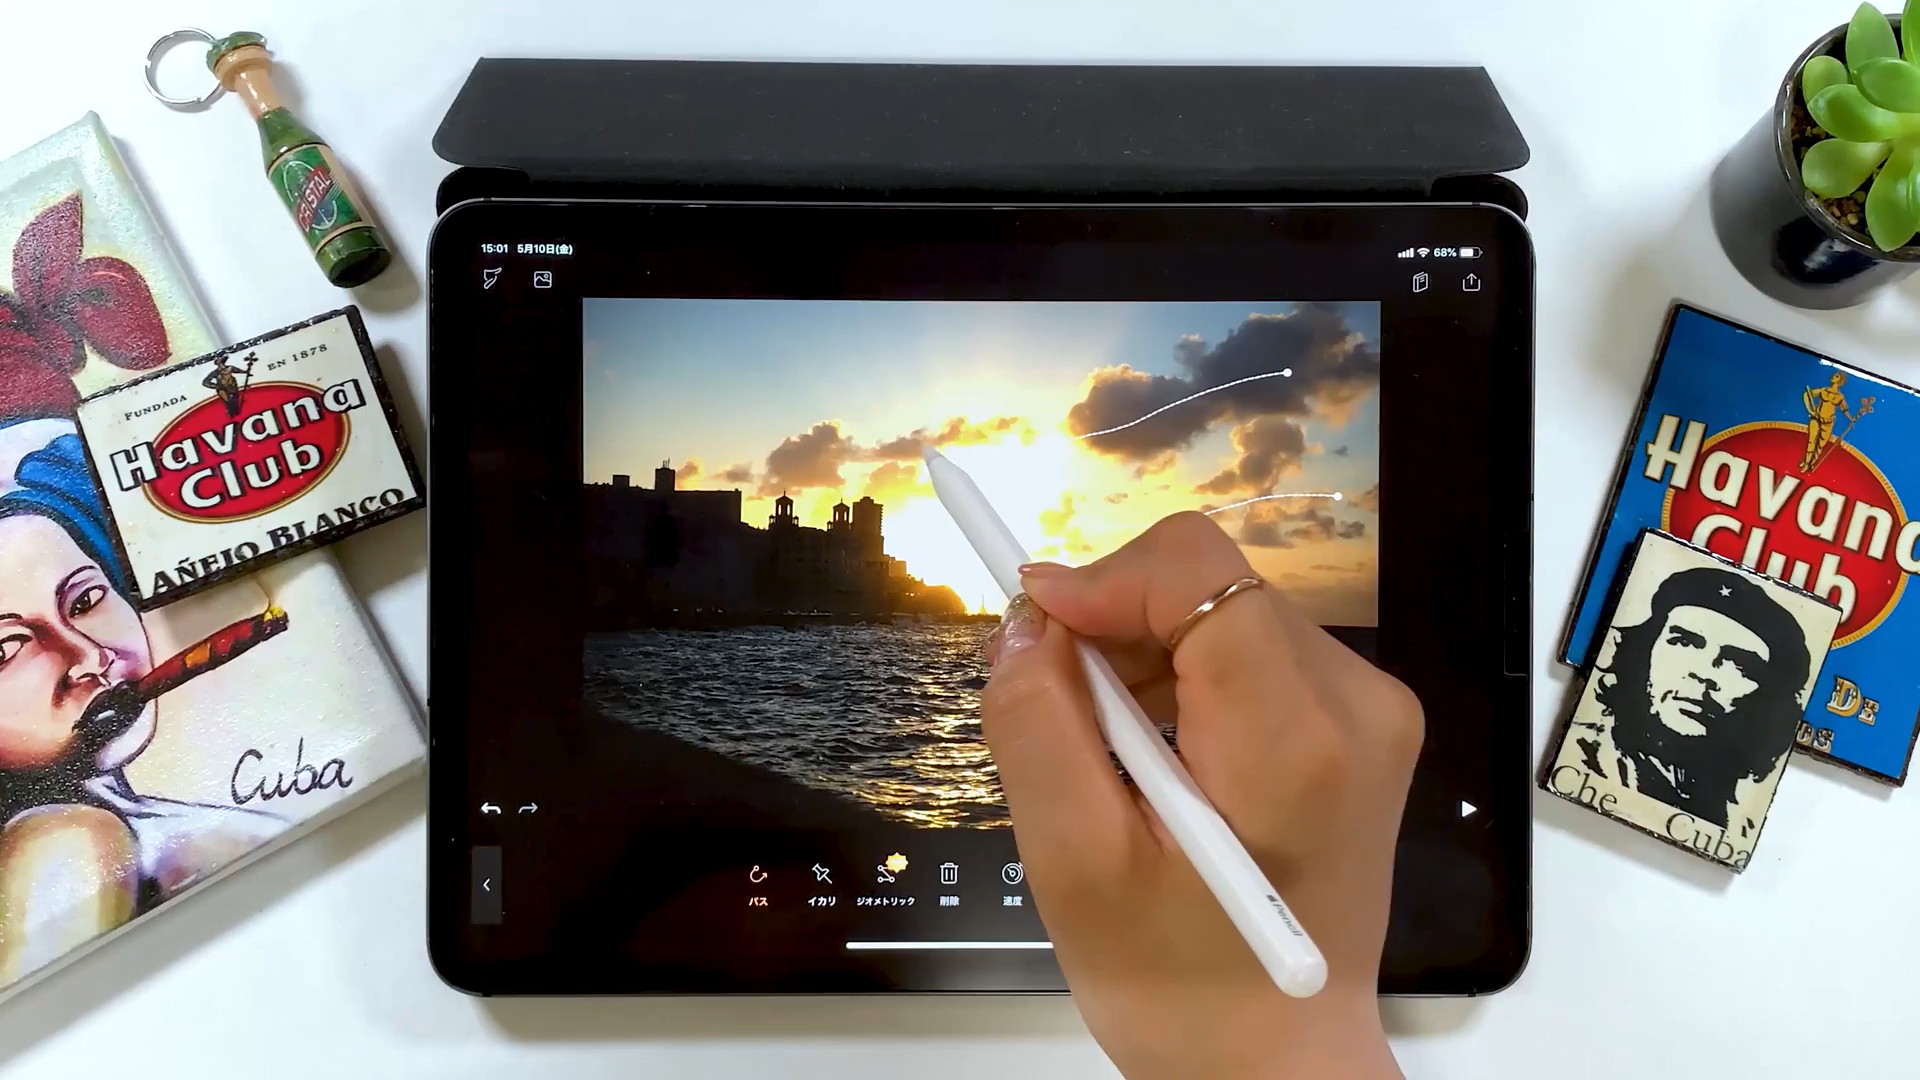 CRISTAL
FUNDADA
EN 1878
Havana
Club
AÑEJO BLANCO
Cuba
15:01 5月10日(金)
68%
パス
イカリ
ジオメトリック
削除
速度
Pencil
Havana
Club
DE
Che
Cuba